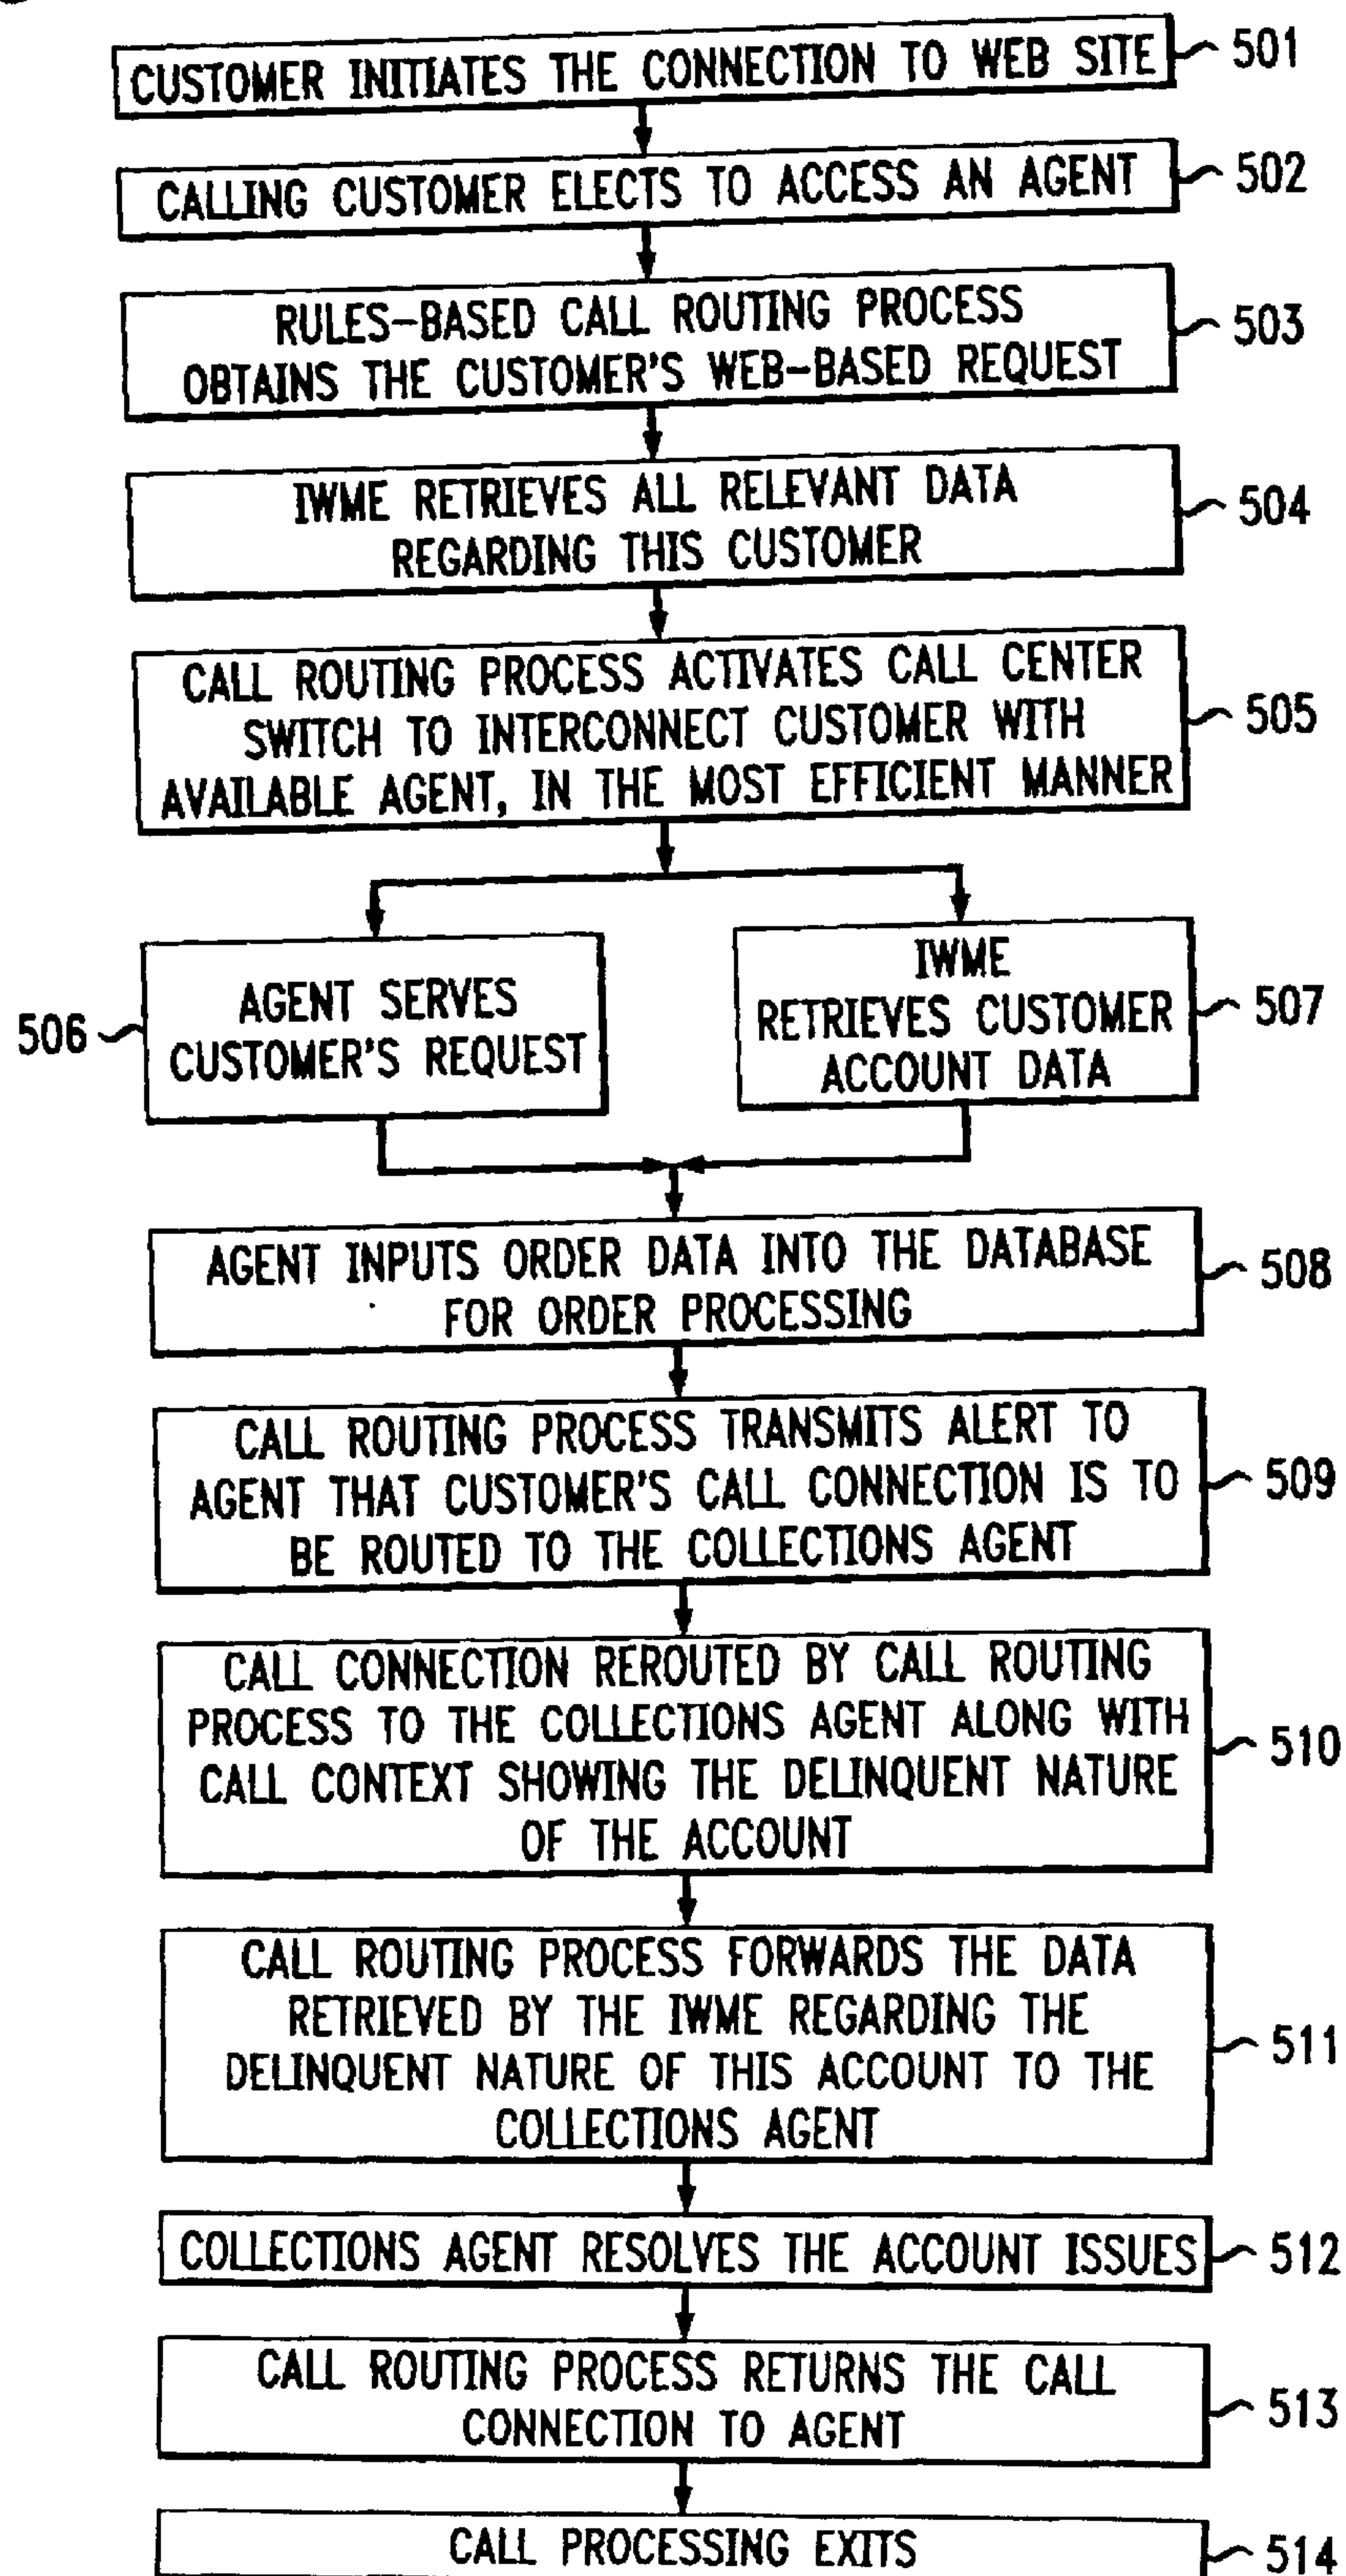 CUSTOMER INITIATES THE CONNECTION TO WEB SITE 501
CALLING CUSTOMER ELECTS TO ACCESS AN AGENT 502
RULES-BASED CALL ROUTING PROCESS
OBTAINS THE CUSTOMER'S WEB-BASED REQUEST
503
IWME RETRIEVES ALL RELEVANT DATA
REGARDING THIS CUSTOMER
504
CALL ROUTING PROCESS ACTIVATES CALL CENTER
SWITCH TO INTERCONNECT CUSTOMER WITH
AVAILABLE AGENT, IN THE MOST EFFICIENT MANNER
505
506
AGENT SERVES
CUSTOMER'S REQUEST
IWME
RETRIEVES CUSTOMER
ACCOUNT DATA
507
AGENT INPUTS ORDER DATA INTO THE DATABASE
FOR ORDER PROCESSING
508
CALL ROUTING PROCESS TRANSMITS ALERT TO
AGENT THAT CUSTOMER'S CALL CONNECTION IS TO
BE ROUTED TO THE COLLECTIONS AGENT
509
CALL CONNECTION REROUTED BY CALL ROUTING
PROCESS TO THE COLLECTIONS AGENT ALONG WITH
CALL CONTEXT SHOWING THE DELINQUENT NATURE
OF THE ACCOUNT
510
CALL ROUTING PROCESS FORWARDS THE DATA
RETRIEVED BY THE IWME REGARDING THE
DELINQUENT NATURE OF THIS ACCOUNT TO THE
COLLECTIONS AGENT
511
COLLECTIONS AGENT RESOLVES THE ACCOUNT ISSUES 512
CALL ROUTING PROCESS RETURNS THE CALL
CONNECTION TO AGENT
513
CALL PROCESSING EXITS 514